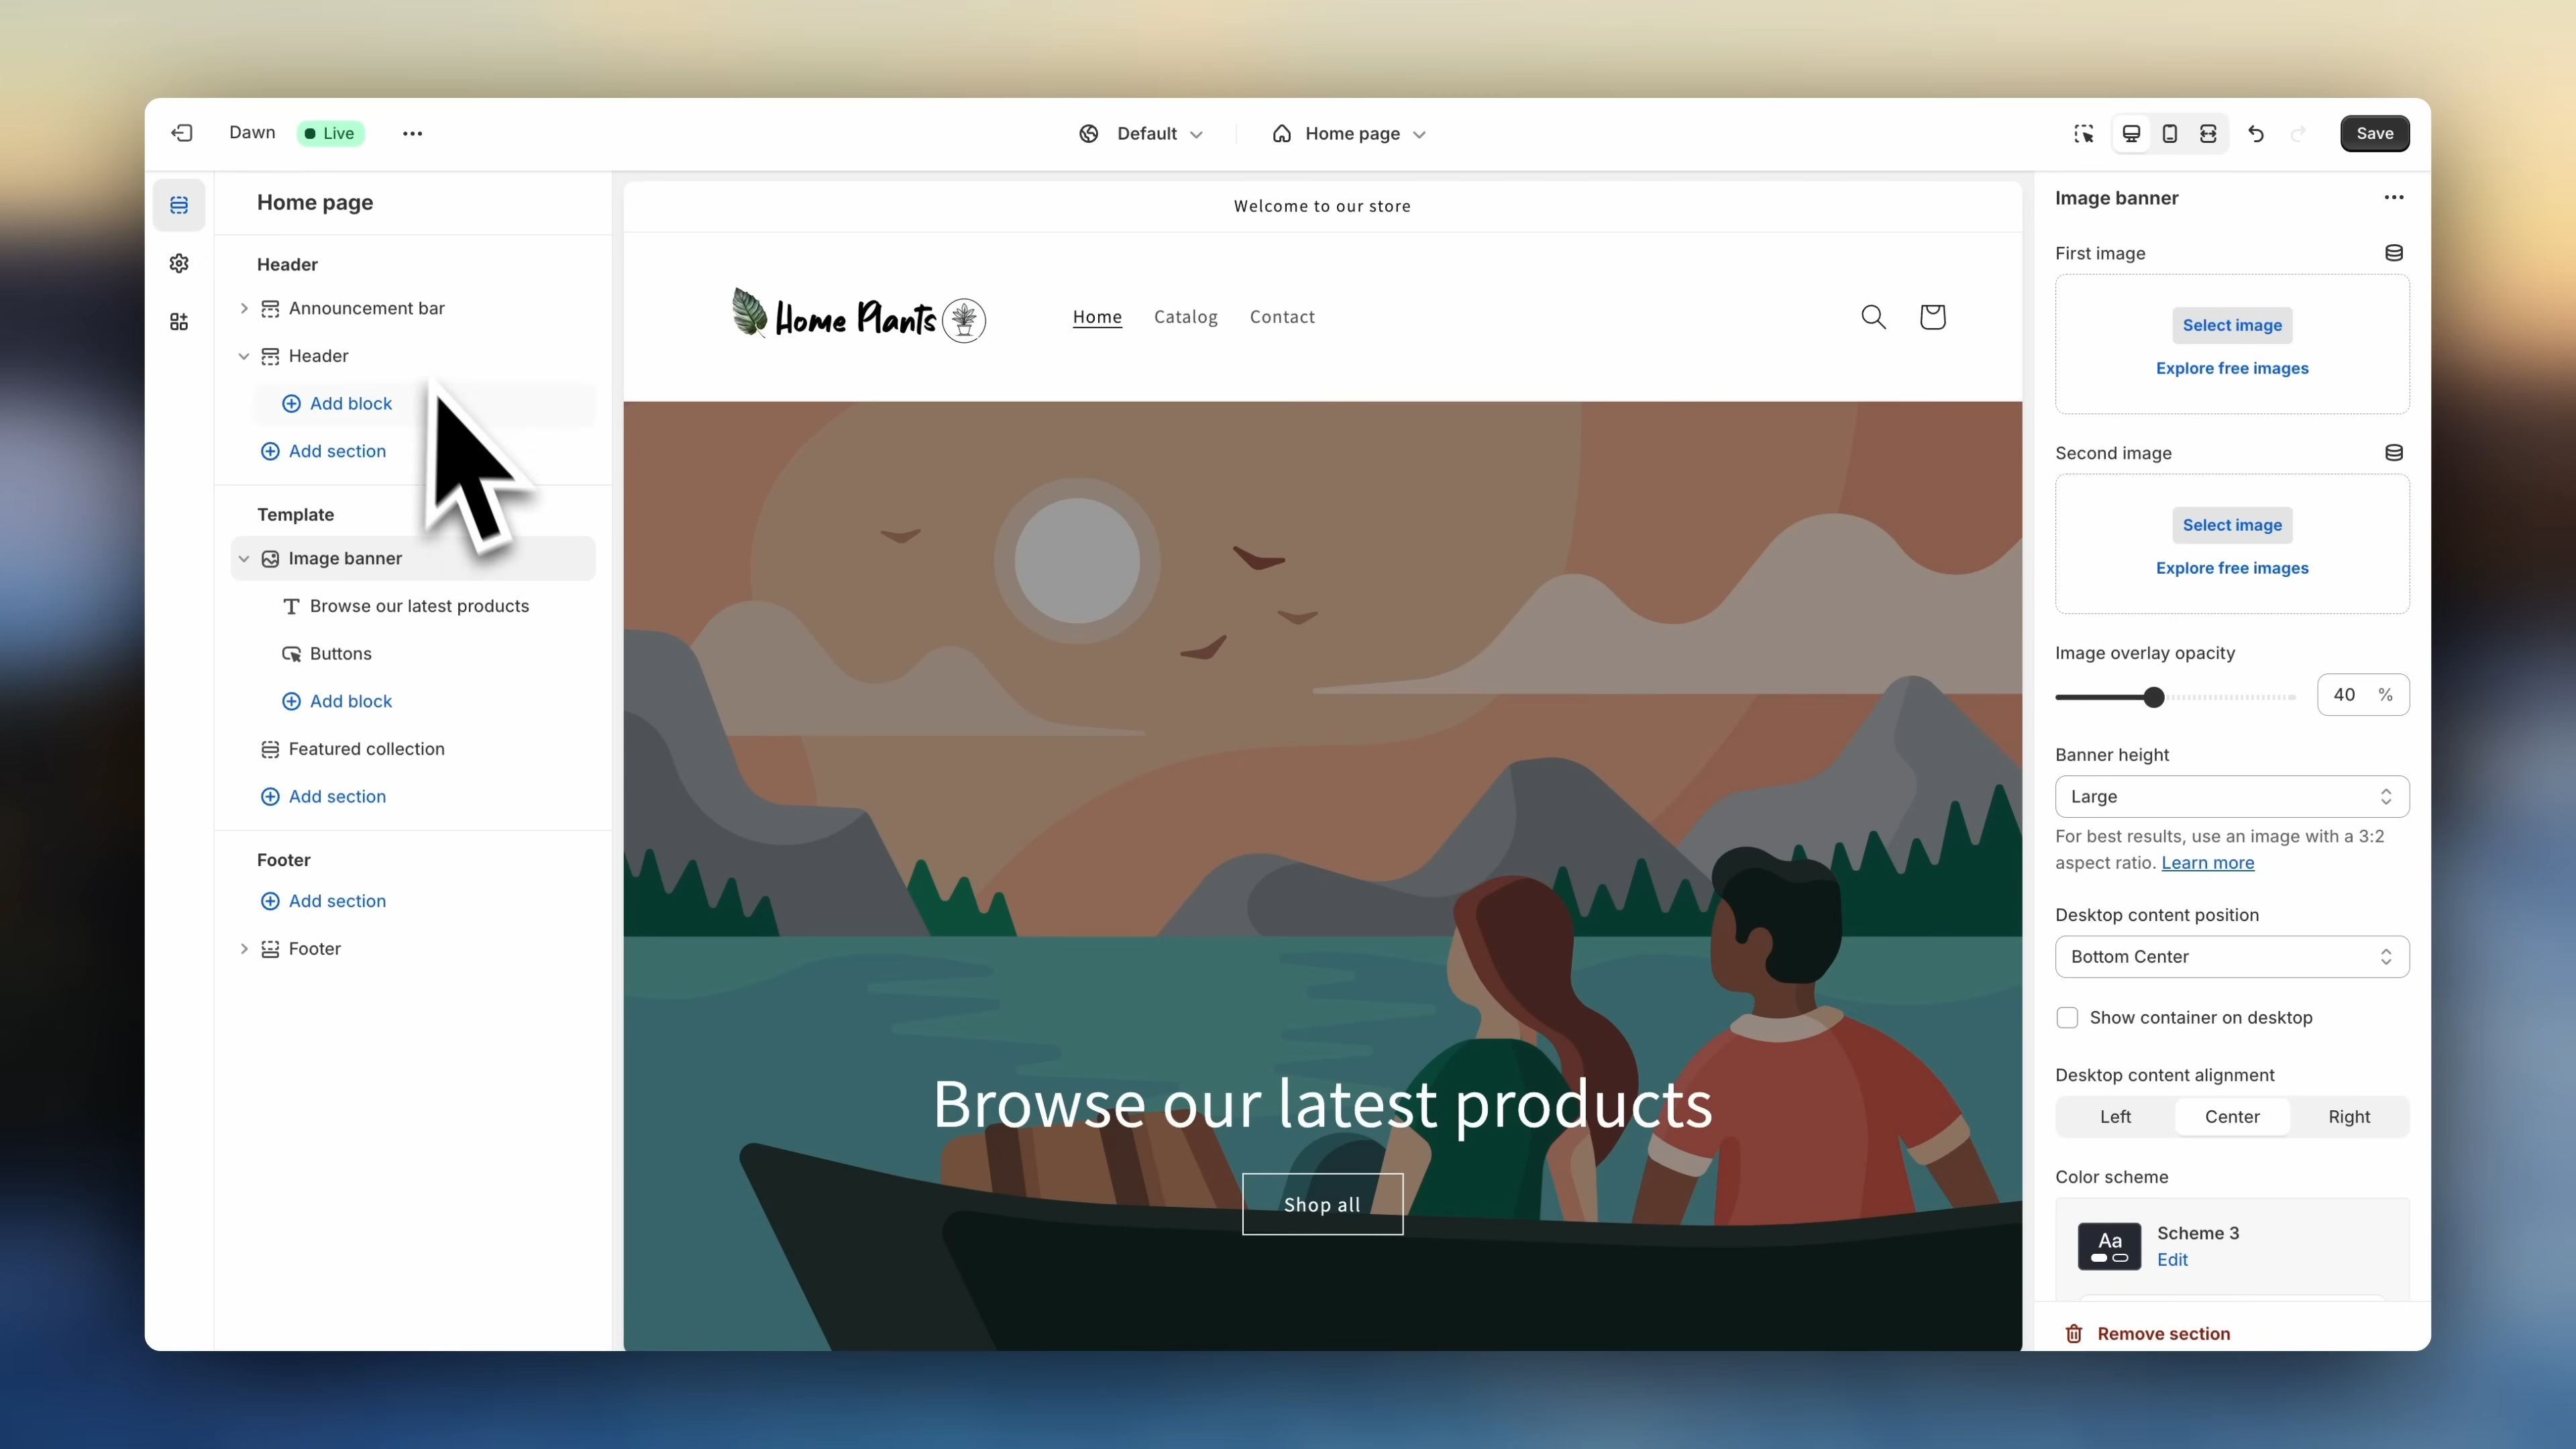 Dawn
Live
Default
Home page
Save
Home page
Header
Announcement bar
Header
Add block
Add section
Template
Image banner
Browse our latest products
Buttons
Add block
Featured collection
Add section
Footer
Add section
Footer
Welcome to our store
Home Plants
Home
Catalog
Contact
Browse our latest products
Shop all
Image banner
First image
Select image
Explore free images
Second image
Select image
Explore free images
Image overlay opacity
40 %
Banner height
Large
For best results, use an image with a 3:2
aspect ratio. Learn more
Desktop content position
Bottom Center
Show container on desktop
Desktop content alignment
Left Center Right
Color scheme
Aa
Scheme 3
Edit
Remove section